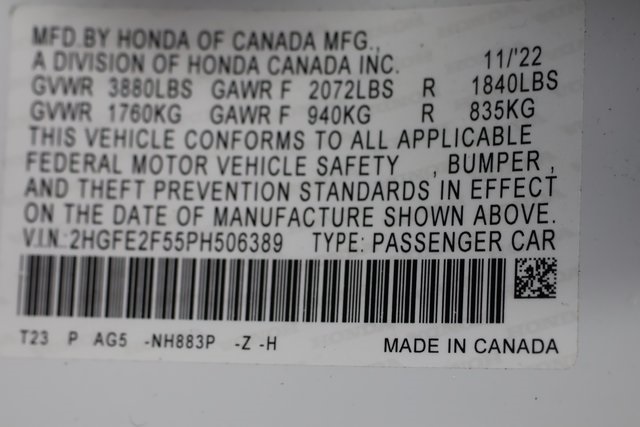 MFD.BY HONDA OF CANADA MFG.,
A DIVISION OF HONDA CANADA INC. 11/'22
GVWR 3880LBS GAWR F 2072LBS R 1840LBS
GVWR 1760KG GAWR F 940KG R 835KG
THIS VEHICLE CONFORMS TO ALL APPLICABLE
FEDERAL MOTOR VEHICLE SAFETY , BUMPER ,
AND THEFT PREVENTION STANDARDS IN EFFECT
ON THE DATE OF MANUFACTURE SHOWN ABOVE.
V.I.N.:2HGFE2F55PH506389 TYPE: PASSENGER CAR
T23 P AG5 -NH883P -Z -H MADE IN CANADA